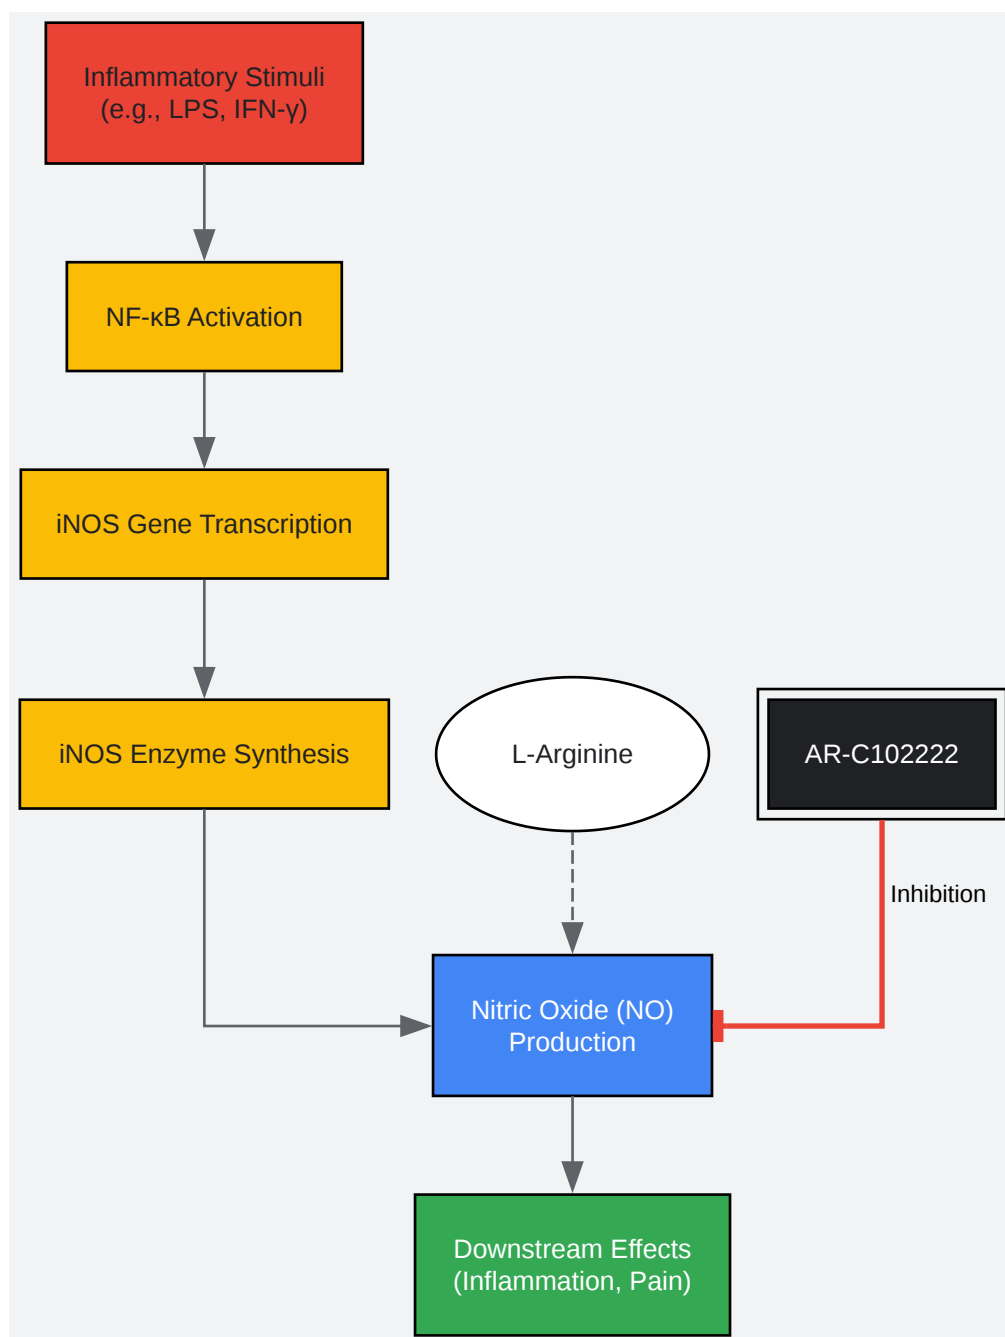 Inflammatory Stimuli
(e.g., LPS, IFN-γ)
NF-κB Activation
iNOS Gene Transcription
iNOS Enzyme Synthesis
L-Arginine
AR-C102222
Inhibition
Nitric Oxide (NO)
Production
Downstream Effects
(Inflammation, Pain)